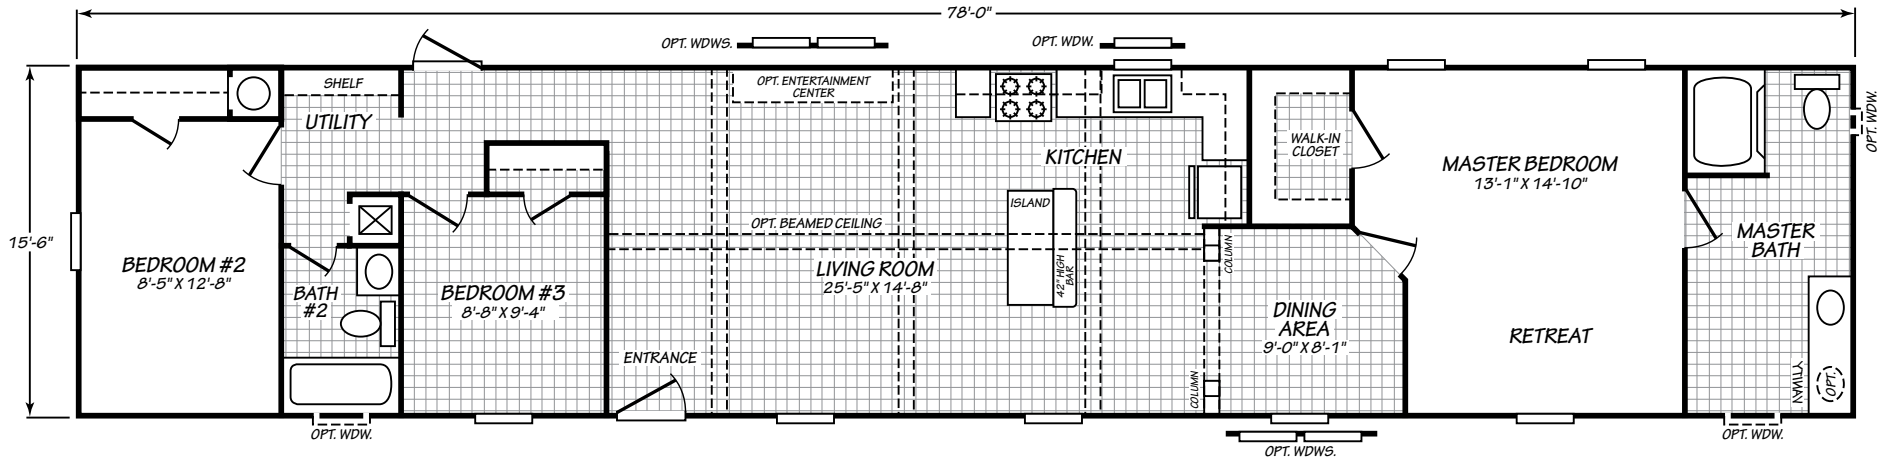 78'-0"
OPT. WDWS.
OPT. WDW.
SHELF
OPT. ENTERTAINMENT
CENTER
OPT. WDW.
UTILITY
WALK-IN
CLOSET
KITCHEN
MASTER BEDROOM
13'-1" X 14'-10"
ISLAND
OPT. BEAMED CEILING
15'-6"
MASTER
BATH
COLUMN
BEDROOM #2
8'-5" X 12'-8"
LIVING ROOM
25'-5" X 14'-8"
42" HIGH
BAR
BATH
#2
BEDROOM #3
8'-8" X 9'-4"
DINING
AREA
9'-0" X 8'-1"
RETREAT
ENTRANCE
COLUMN
VANITY
OPT.
OPT. WDW.
OPT. WDWS.
OPT. WDW.